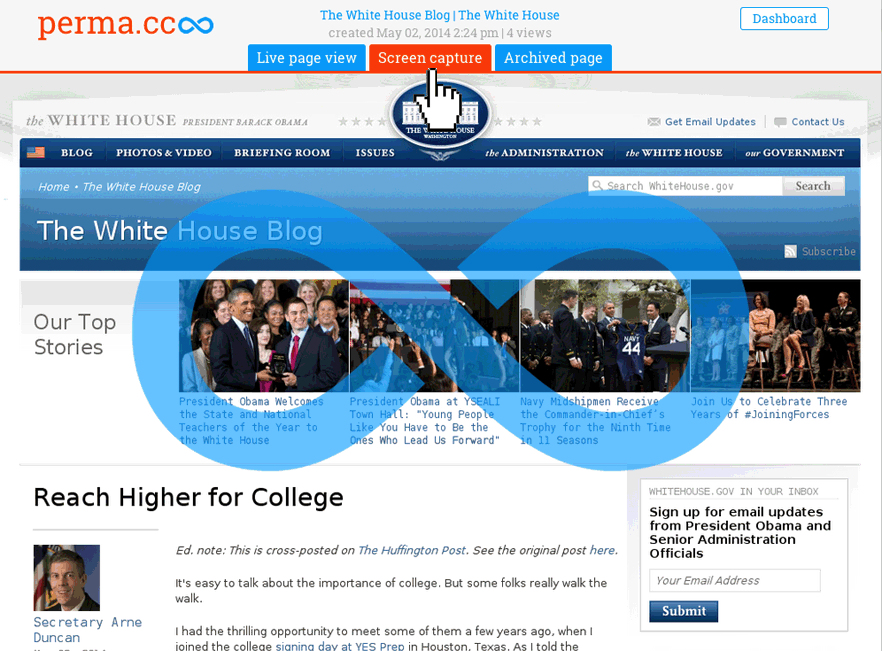 perma.cc
The White House Blog | The White House
created May 02, 2014 2:24 pm | 4 views
Dashboard
Live page view
Screen capture
Archived page
the WHITE HOUSE PRESIDENT BARACK OBAMA
THE WHITE HOUSE
WASHINGTON
Get Email Updates
Contact Us
BLOG
PHOTOS & VIDEO
BRIEFING ROOM
ISSUES
the ADMINISTRATION
the WHITE HOUSE
our GOVERNMENT
Home • The White House Blog
Search WhiteHouse.gov
Search
The White House Blog
Subscribe
Our Top
Stories
NAVY
44
President Obama Welcomes
the State and National
Teachers of the Year to
the White House
President Obama at YSEALI
Town Hall: "Young People
Like You Have to Be the
Ones Who Lead Us Forward"
Navy Midshipmen Receive
the Commander-in-Chief's
Trophy for the Ninth Time
in 11 Seasons
Join Us to Celebrate Three
Years of #JoiningForces
Reach Higher for College
Secretary Arne
Duncan
Ed. note: This is cross-posted on The Huffington Post. See the original post here.
It's easy to talk about the importance of college. But some folks really walk the
walk.
I had the thrilling opportunity to meet some of them a few years ago, when I
joined the college signing day at YES Prep in Houston, Texas. As I told the
WHITEHOUSE.GOV IN YOUR INBOX
Sign up for email updates
from President Obama and
Senior Administration
Officials
Your Email Address
Submit